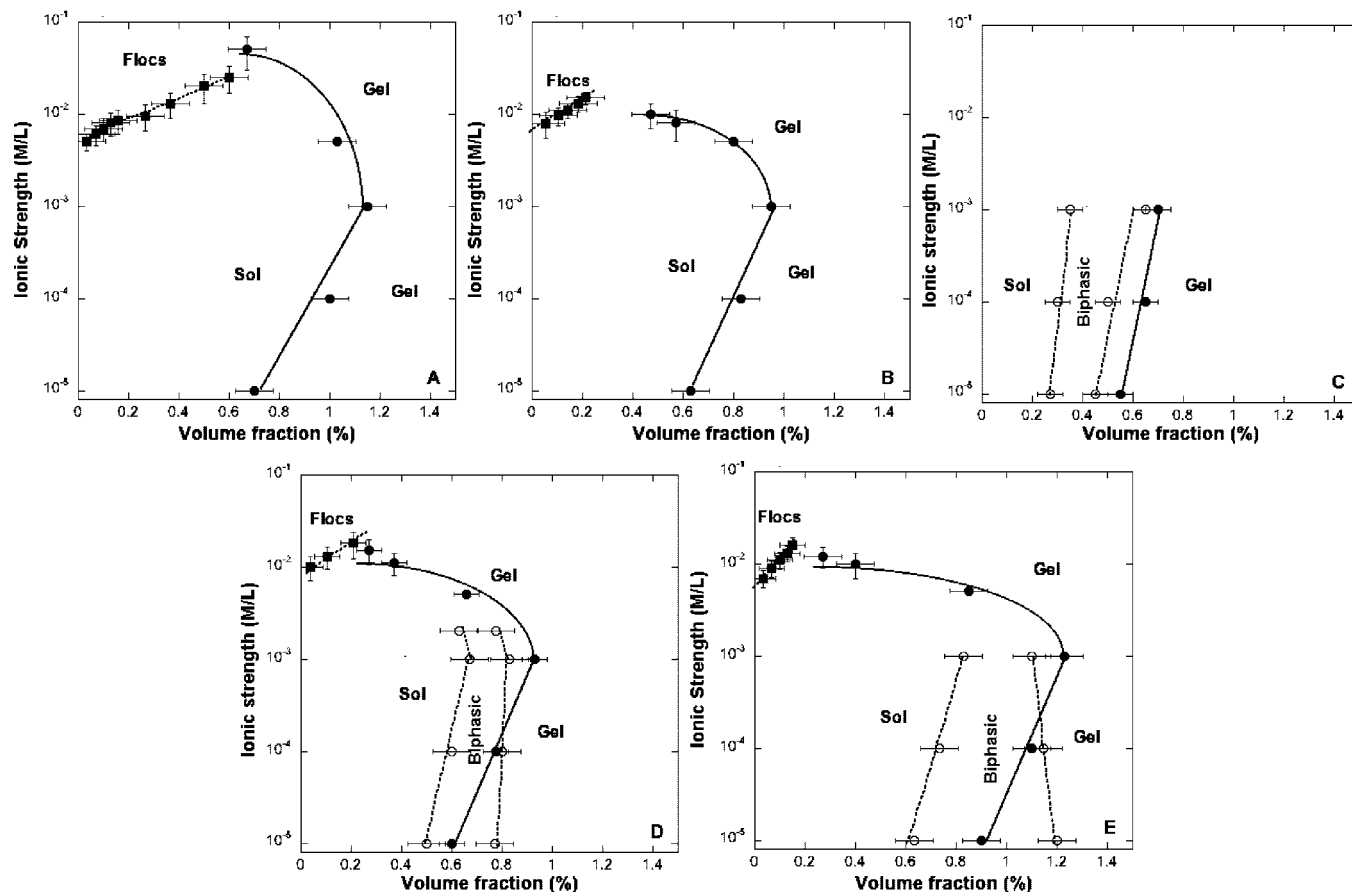 10⁻¹
10⁻²
10⁻³
10⁻⁴
10⁻⁵
Ionic Strength (M/L)
Flocs
Gel
Sol
Gel
A
0 0.2 0.4 0.6 0.8 1 1.2 1.4
Volume fraction (%)
10⁻¹
10⁻²
10⁻³
10⁻⁴
10⁻⁵
Ionic Strength (M/L)
Flocs
Gel
Sol
Gel
B
0 0.2 0.4 0.6 0.8 1 1.2 1.4
Volume fraction (%)
10⁻¹
10⁻²
10⁻³
10⁻⁴
10⁻⁵
Ionic strength (M/L)
Sol
Biphasic
Gel
C
0 0.2 0.4 0.6 0.8 1 1.2 1.4
Volume fraction (%)
10⁻¹
10⁻²
10⁻³
10⁻⁴
10⁻⁵
Ionic strength (M/L)
Flocs
Gel
Sol
Biphasic
Gel
D
0 0.2 0.4 0.6 0.8 1 1.2 1.4
Volume fraction (%)
10⁻¹
10⁻²
10⁻³
10⁻⁴
10⁻⁵
Ionic Strength (M/L)
Flocs
Gel
Sol
Biphasic
Gel
E
0 0.2 0.4 0.6 0.8 1 1.2 1.4
Volume fraction (%)